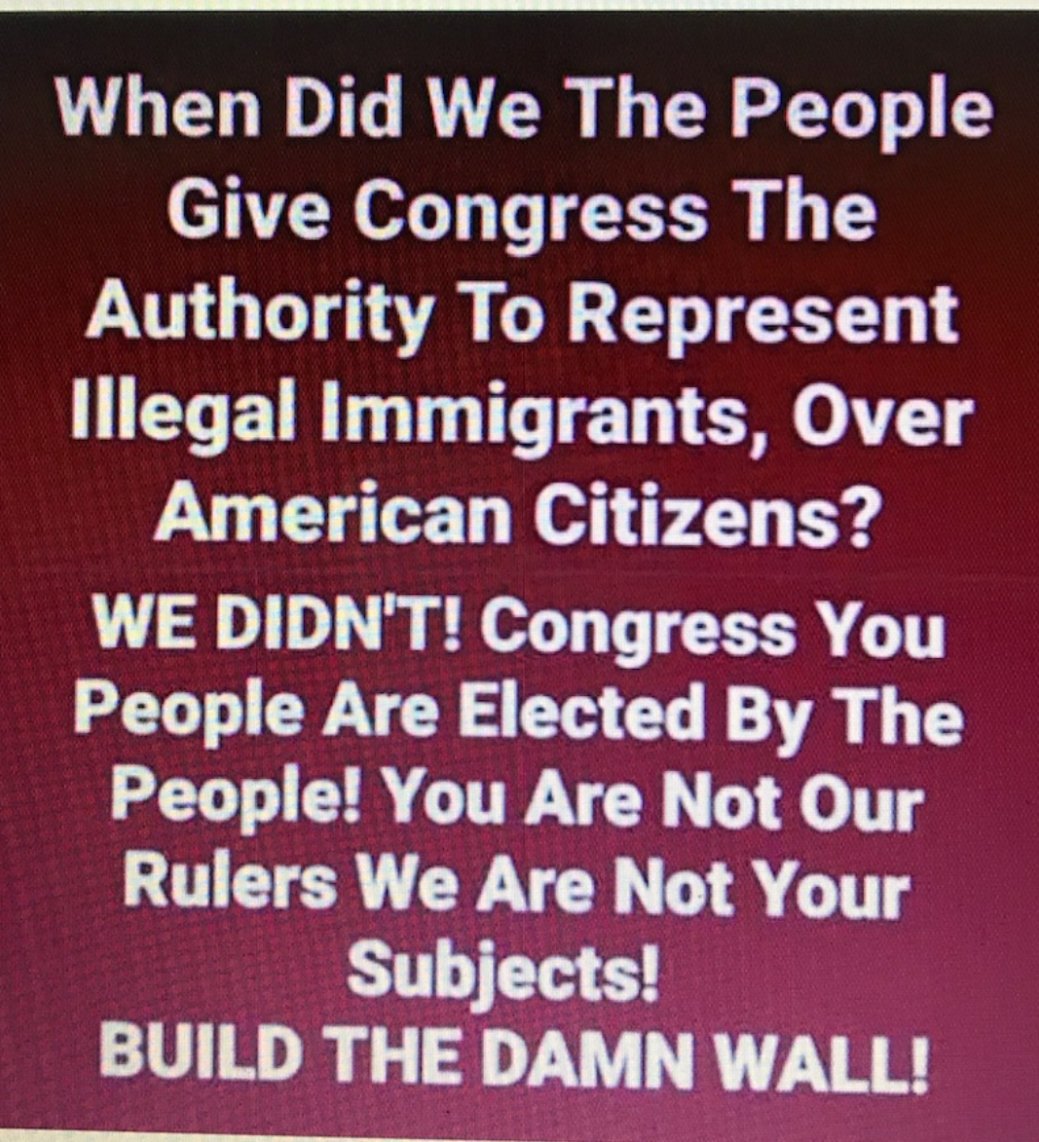 When Did We The People
Give Congress The
Authority To Represent
Illegal Immigrants, Over
American Citizens?
WE DIDN'T! Congress You
People Are Elected By The
People! You Are Not Our
Rulers We Are Not Your
Subjects!
BUILD THE DAMN WALL!